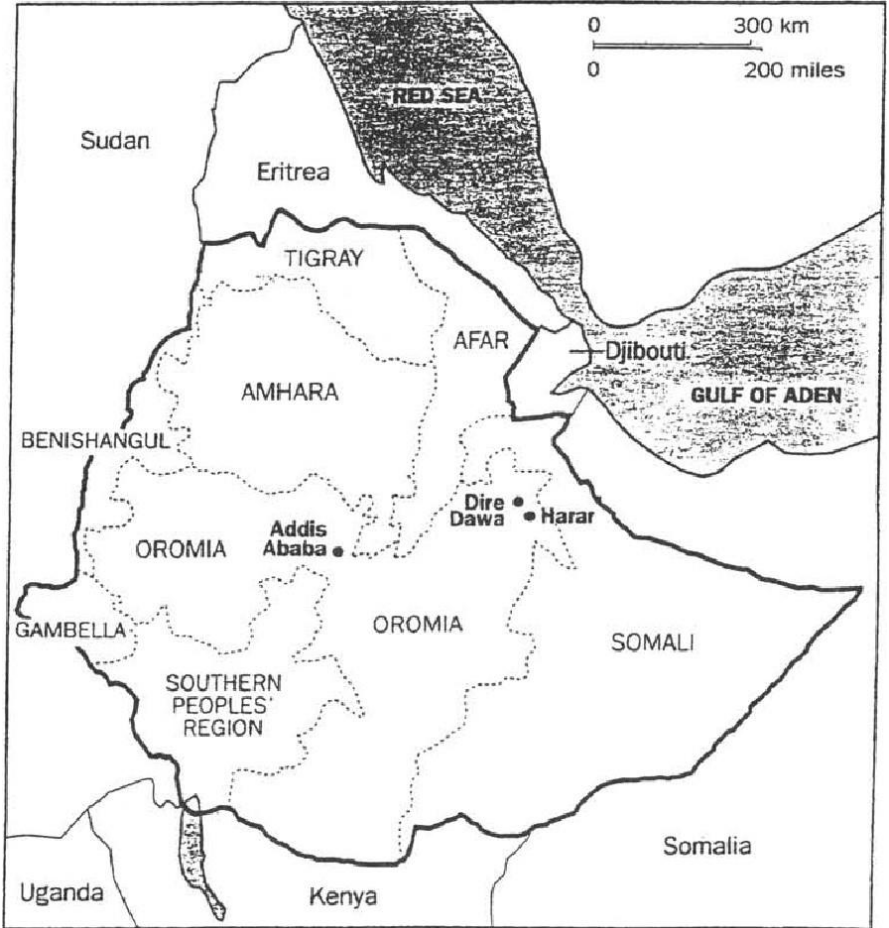 0 300 km
0 200 miles
RED SEA
Sudan
Eritrea
TIGRAY
AFAR
Djibouti
AMHARA
GULF OF ADEN
BENISHANGUL
Dire
Dawa
Harar
Addis
Ababa
OROMIA
OROMIA
GAMBELLA
SOMALI
SOUTHERN
PEOPLES'
REGION
Somalia
Uganda
Kenya